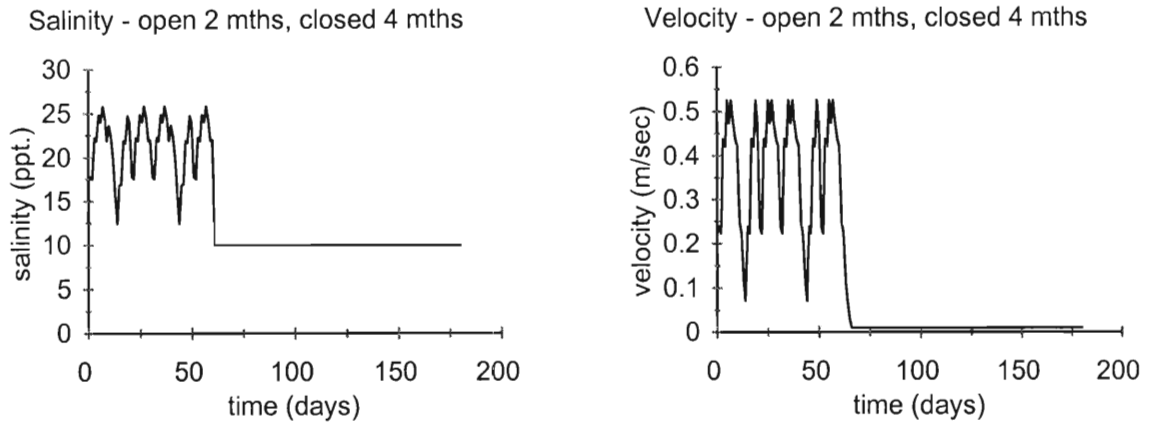 Salinity - open 2 mths, closed 4 mths
30
25
20
15
10
5
0
salinity (ppt.)
0 50 100 150 200
time (days)
Velocity - open 2 mths, closed 4 mths
0.6
0.5
0.4
0.3
0.2
0.1
0
velocity (m/sec)
0 50 100 150 200
time (days)